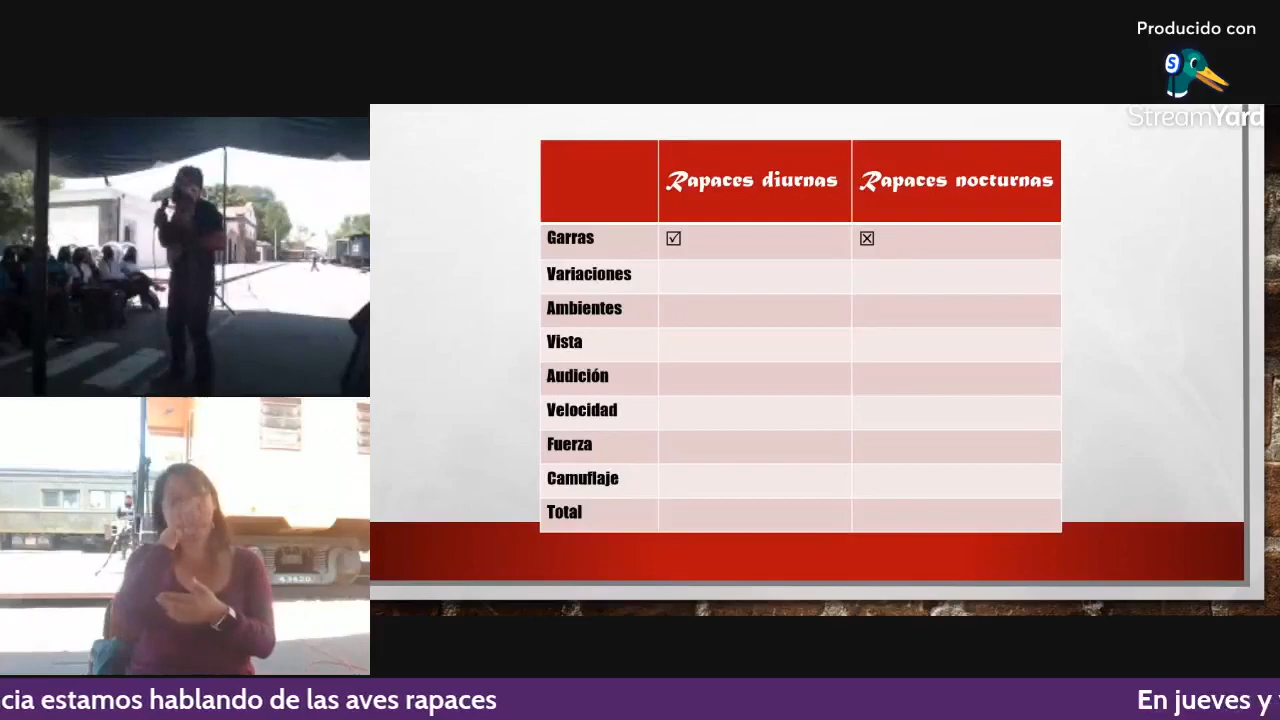 Producido con
StreamYard
Rapaces diurnas
Rapaces nocturnas
Garras ☑ ☒
Variaciones
Ambientes
Vista
Audición
Velocidad
Fuerza
Camuflaje
Total
43420
cia estamos hablando de las aves rapaces
En jueves y